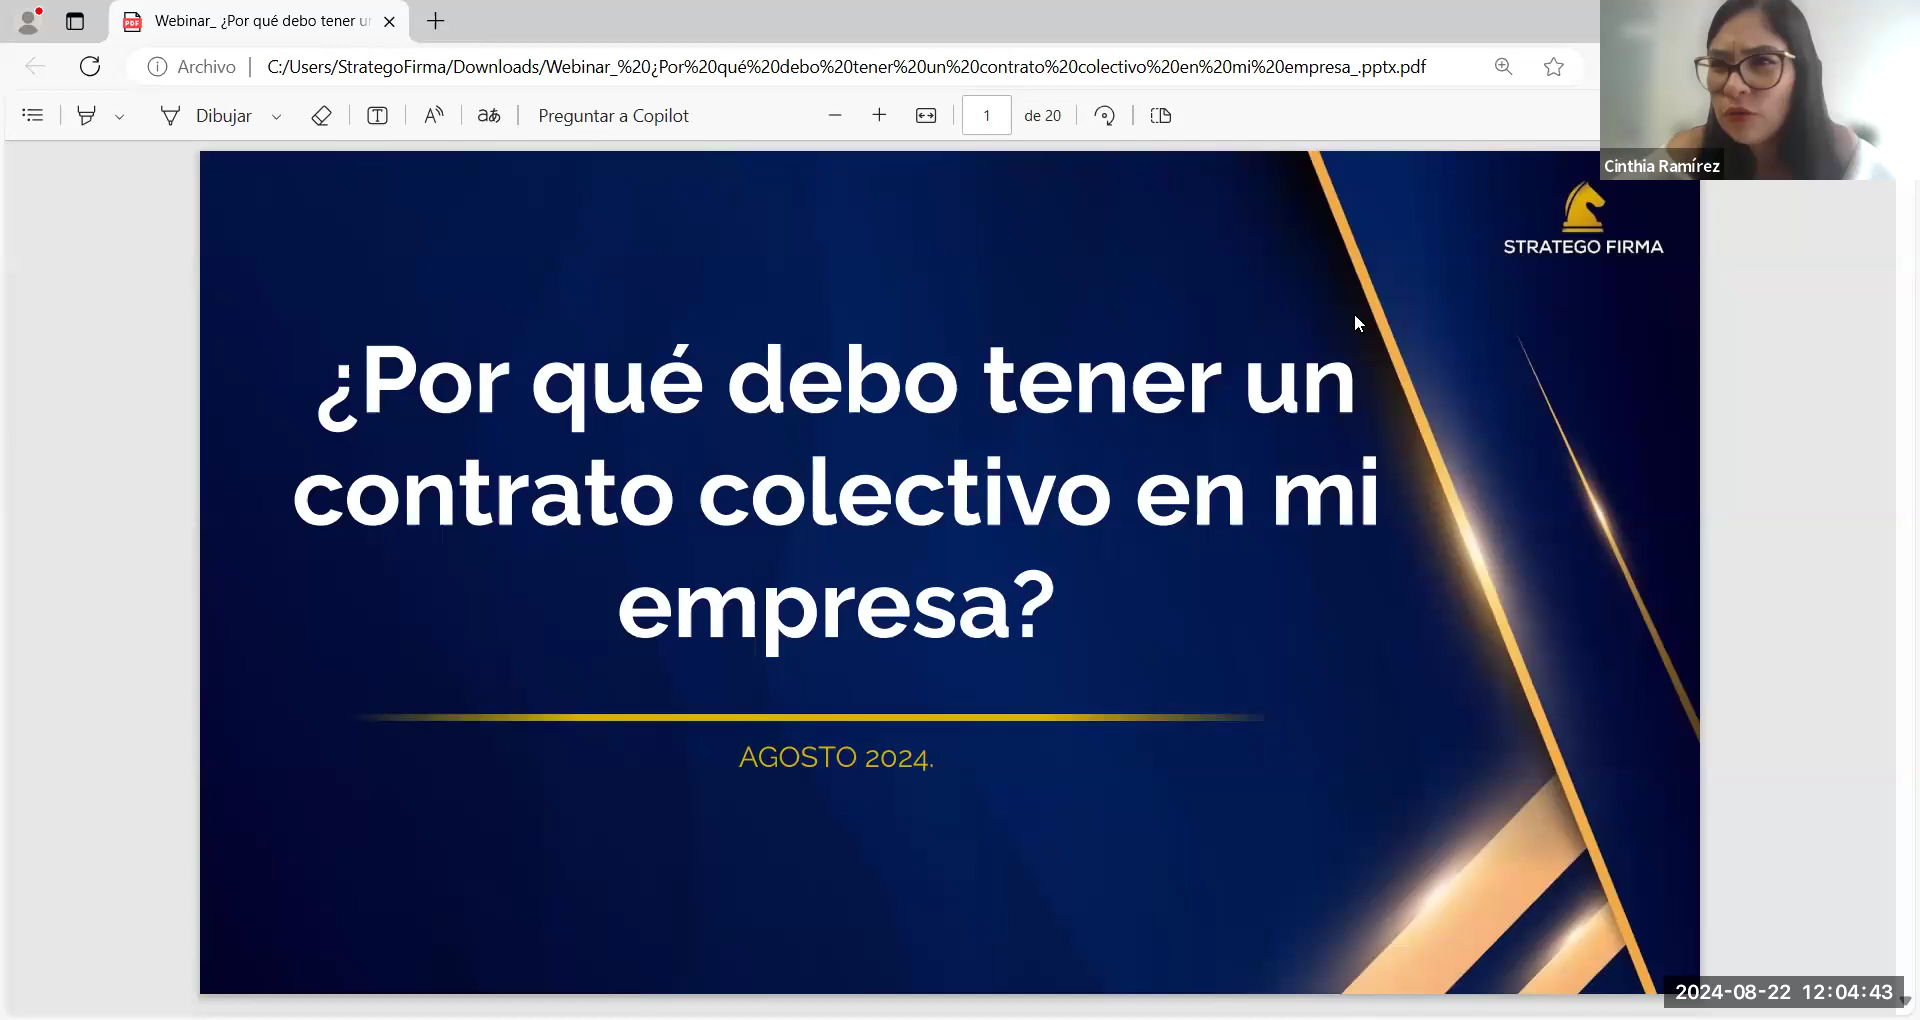 Webinar_ ¿Por qué debo tener u
Archivo
C:/Users/StrategoFirma/Downloads/Webinar_%20¿Por%20qué%20debo%20tener%20un%20contrato%20colectivo%20en%20mi%20empresa_.pptx.pdf
Dibujar
Preguntar a Copilot
1 de 20
Cinthia Ramírez
STRATEGO FIRMA
¿Por qué debo tener un
contrato colectivo en mi
empresa?
AGOSTO 2024.
2024-08-22 12:04:43